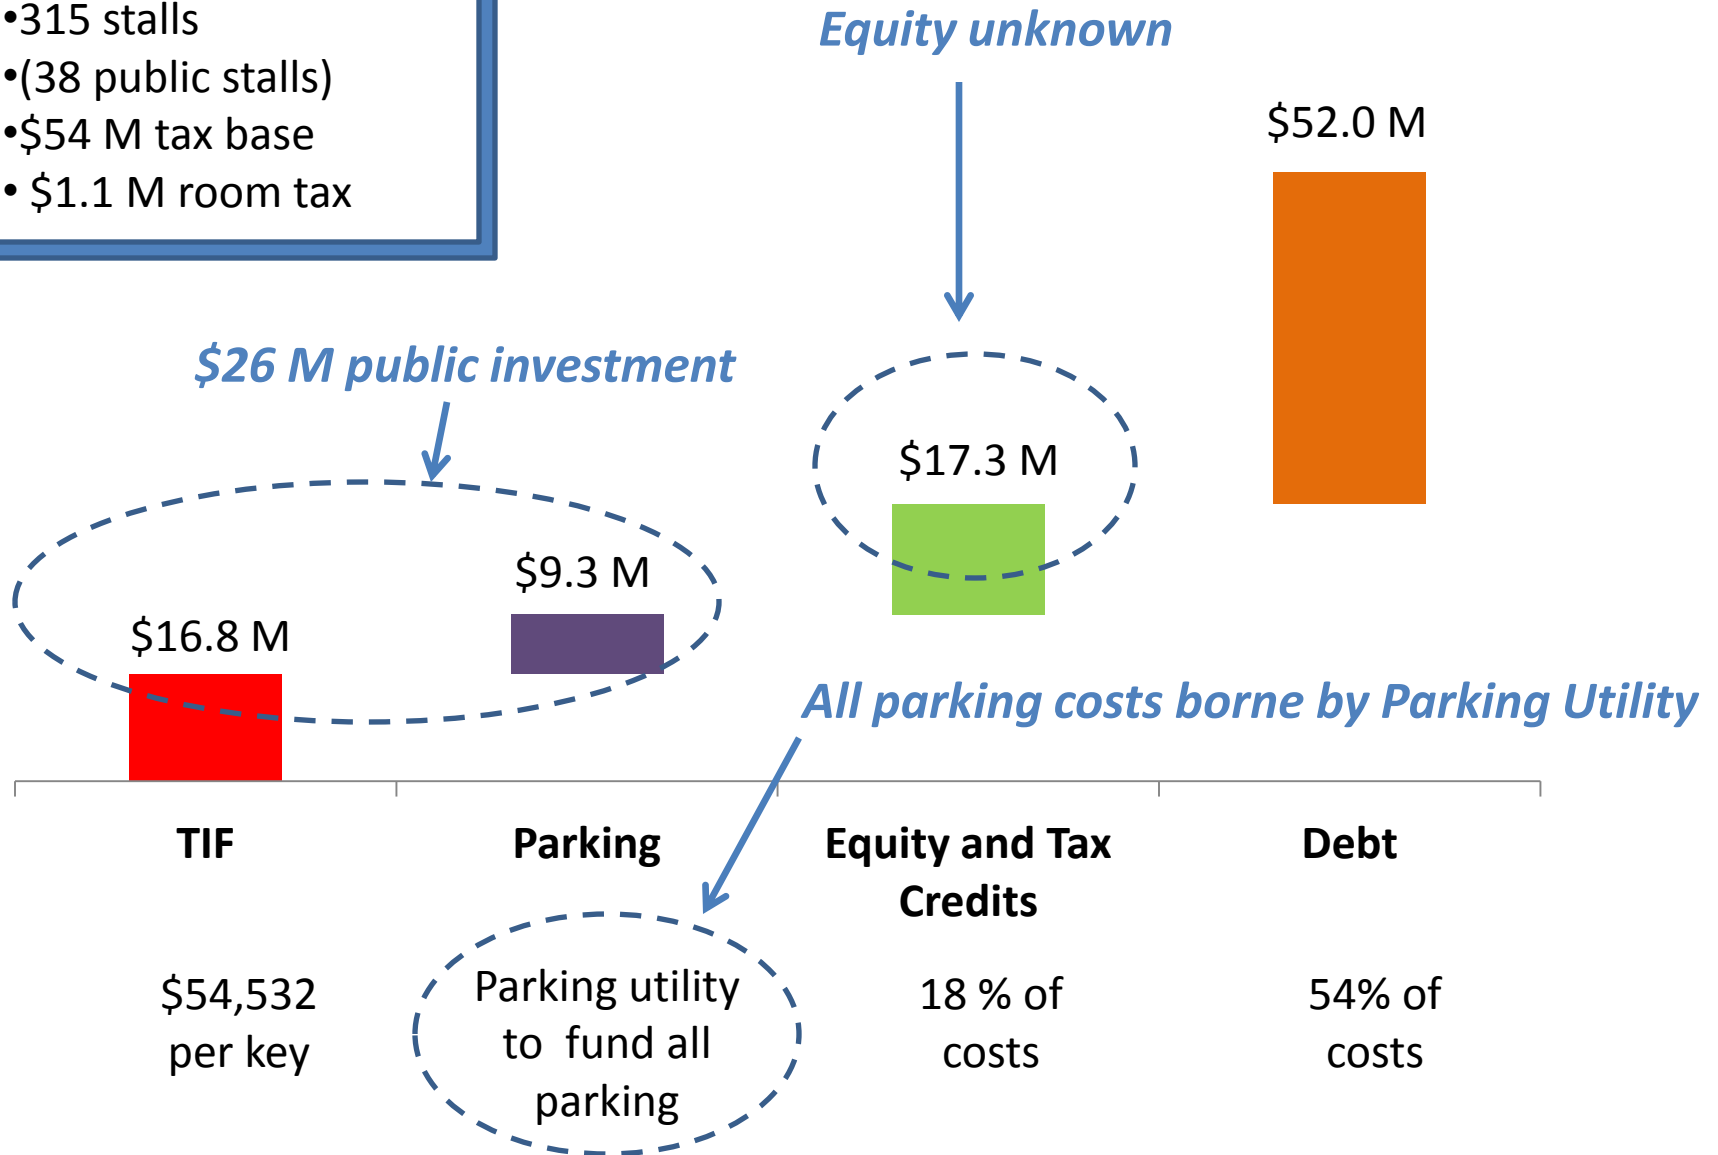 •315 stalls
•(38 public stalls)
•$54 M tax base
• $1.1 M room tax
Equity unknown
$52.0 M
$26 M public investment
$17.3 M
$9.3 M
$16.8 M
All parking costs borne by Parking Utility
TIF
Parking
Equity and Tax
Credits
Debt
$54,532
per key
Parking utility
to fund all
parking
18 % of
costs
54% of
costs